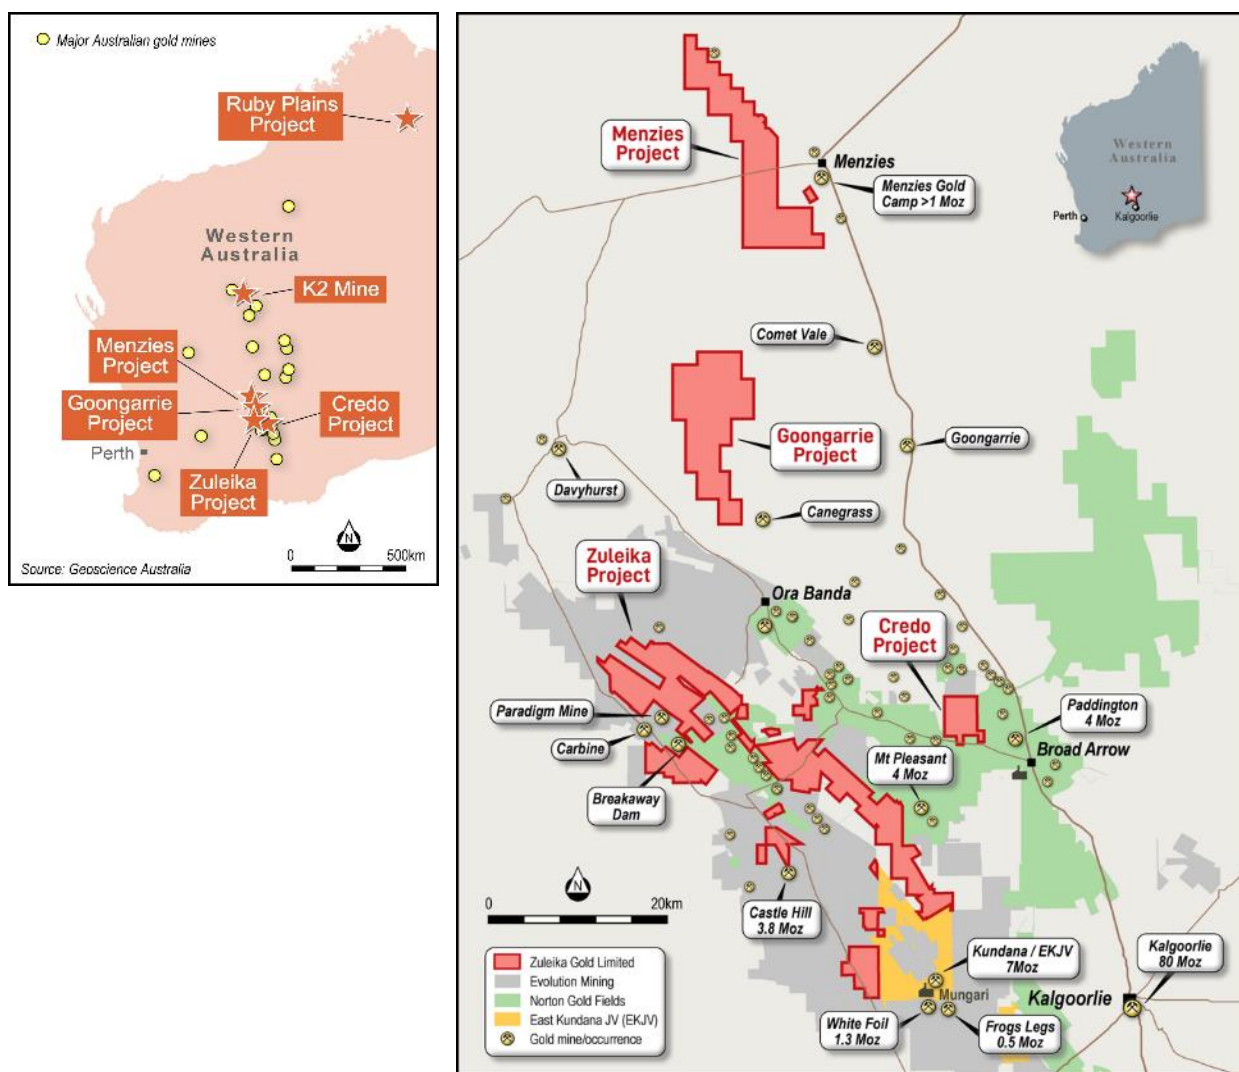 Major Australian gold mines
Ruby Plains
Project
Western
Australia
K2 Mine
Menzies
Project
Goongarrie
Project
Credo
Project
Perth
Zuleika
Project
N
0
500km
Source: Geoscience Australia
Menzies
Project
Menzies
Menzies Gold
Camp >1 Moz
Western
Australia
Perth
Kalgoorlie
Comet Vale
Goongarrie
Project
Goongarrie
Davyhurst
Canegrass
Zuleika
Project
Ora Banda
Credo
Project
Paradigm Mine
Carbine
Paddington
4 Moz
Broad Arrow
Mt Pleasant
4 Moz
Breakaway
Dam
N
0
20km
Castle Hill
3.8 Moz
Zuleika Gold Limited
Evolution Mining
Norton Gold Fields
East Kundana JV (EKJV)
Gold mine/occurrence
Kundana / EKJV
7Moz
Mungari
White Foil
1.3 Moz
Frogs Legs
0.5 Moz
Kalgoorlie
80 Moz
Kalgoorlie